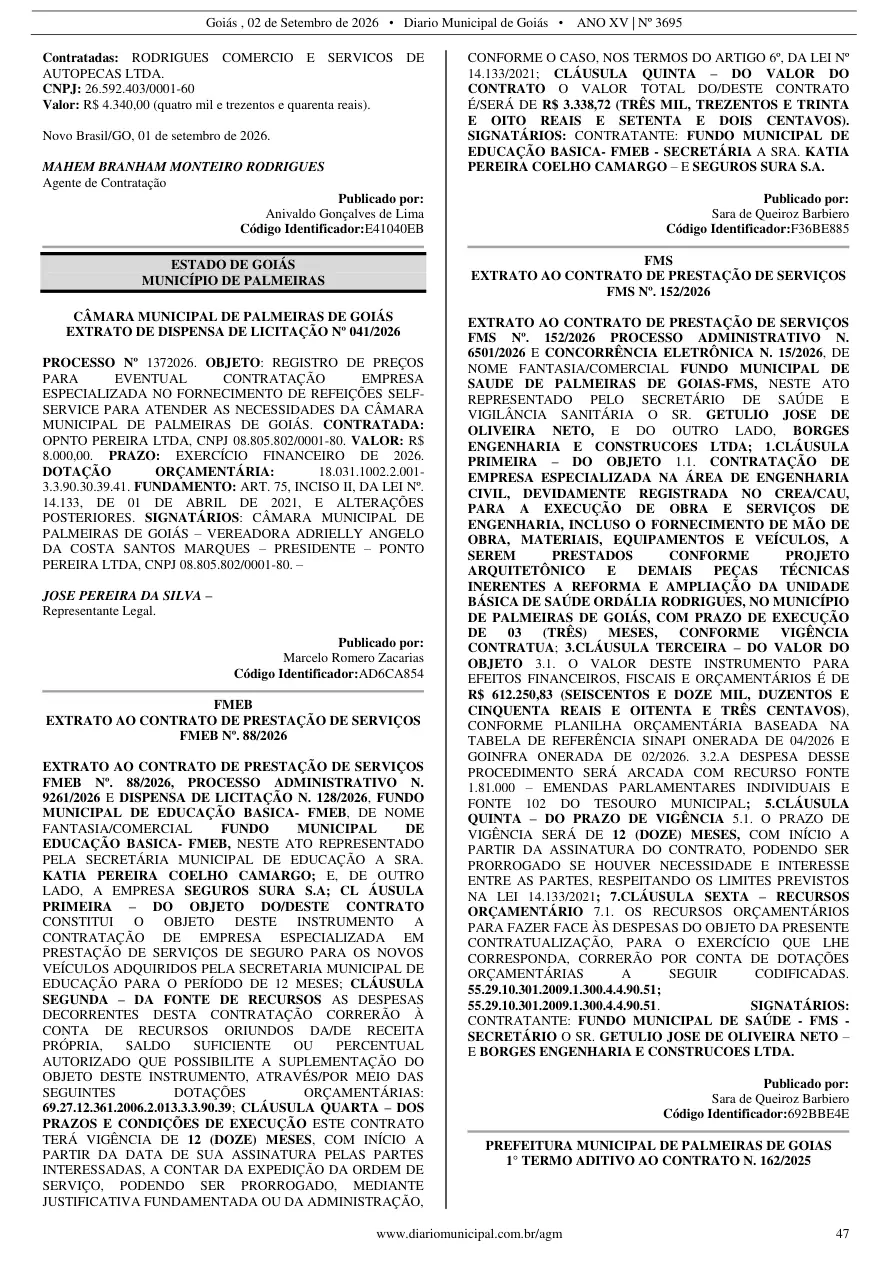 Goiás , 02 de Setembro de 2026 • Diario Municipal de Goiás • ANO XV | Nº 3695
Contratadas: RODRIGUES COMERCIO E SERVICOS DE
AUTOPECAS LTDA.
CNPJ: 26.592.403/0001-60
Valor: R$ 4.340,00 (quatro mil e trezentos e quarenta reais).
Novo Brasil/GO, 01 de setembro de 2026.
MAHEM BRANHAM MONTEIRO RODRIGUES
Agente de Contratação
Publicado por:
Anivaldo Gonçalves de Lima
Código Identificador:E41040EB
ESTADO DE GOIÁS
MUNICÍPIO DE PALMEIRAS
CÂMARA MUNICIPAL DE PALMEIRAS DE GOIÁS
EXTRATO DE DISPENSA DE LICITAÇÃO Nº 041/2026
PROCESSO Nº 1372026. OBJETO: REGISTRO DE PREÇOS
PARA EVENTUAL CONTRATAÇÃO EMPRESA
ESPECIALIZADA NO FORNECIMENTO DE REFEIÇÕES SELF-
SERVICE PARA ATENDER AS NECESSIDADES DA CÂMARA
MUNICIPAL DE PALMEIRAS DE GOIÁS. CONTRATADA:
OPNTO PEREIRA LTDA, CNPJ 08.805.802/0001-80. VALOR: R$
8.000,00. PRAZO: EXERCÍCIO FINANCEIRO DE 2026.
DOTAÇÃO ORÇAMENTÁRIA: 18.031.1002.2.001-
3.3.90.30.39.41. FUNDAMENTO: ART. 75, INCISO II, DA LEI Nº.
14.133, DE 01 DE ABRIL DE 2021, E ALTERAÇÕES
POSTERIORES. SIGNATÁRIOS: CÂMARA MUNICIPAL DE
PALMEIRAS DE GOIÁS – VEREADORA ADRIELLY ANGELO
DA COSTA SANTOS MARQUES – PRESIDENTE – PONTO
PEREIRA LTDA, CNPJ 08.805.802/0001-80. –
JOSE PEREIRA DA SILVA –
Representante Legal.
Publicado por:
Marcelo Romero Zacarias
Código Identificador:AD6CA854
FMEB
EXTRATO AO CONTRATO DE PRESTAÇÃO DE SERVIÇOS
FMEB Nº. 88/2026
EXTRATO AO CONTRATO DE PRESTAÇÃO DE SERVIÇOS
FMEB Nº. 88/2026, PROCESSO ADMINISTRATIVO N.
9261/2026 E DISPENSA DE LICITAÇÃO N. 128/2026, FUNDO
MUNICIPAL DE EDUCAÇÃO BASICA- FMEB, DE NOME
FANTASIA/COMERCIAL FUNDO MUNICIPAL DE
EDUCAÇÃO BASICA- FMEB, NESTE ATO REPRESENTADO
PELA SECRETÁRIA MUNICIPAL DE EDUCAÇÃO A SRA.
KATIA PEREIRA COELHO CAMARGO; E, DE OUTRO
LADO, A EMPRESA SEGUROS SURA S.A; CL ÁUSULA
PRIMEIRA – DO OBJETO DO/DESTE CONTRATO
CONSTITUI O OBJETO DESTE INSTRUMENTO A
CONTRATAÇÃO DE EMPRESA ESPECIALIZADA EM
PRESTAÇÃO DE SERVIÇOS DE SEGURO PARA OS NOVOS
VEÍCULOS ADQUIRIDOS PELA SECRETARIA MUNICIPAL DE
EDUCAÇÃO PARA O PERÍODO DE 12 MESES; CLÁUSULA
SEGUNDA – DA FONTE DE RECURSOS AS DESPESAS
DECORRENTES DESTA CONTRATAÇÃO CORRERÃO À
CONTA DE RECURSOS ORIUNDOS DA/DE RECEITA
PRÓPRIA, SALDO SUFICIENTE OU PERCENTUAL
AUTORIZADO QUE POSSIBILITE A SUPLEMENTAÇÃO DO
OBJETO DESTE INSTRUMENTO, ATRAVÉS/POR MEIO DAS
SEGUINTES DOTAÇÕES ORÇAMENTÁRIAS:
69.27.12.361.2006.2.013.3.3.90.39; CLÁUSULA QUARTA – DOS
PRAZOS E CONDIÇÕES DE EXECUÇÃO ESTE CONTRATO
TERÁ VIGÊNCIA DE 12 (DOZE) MESES, COM INÍCIO A
PARTIR DA DATA DE SUA ASSINATURA PELAS PARTES
INTERESSADAS, A CONTAR DA EXPEDIÇÃO DA ORDEM DE
SERVIÇO, PODENDO SER PRORROGADO, MEDIANTE
JUSTIFICATIVA FUNDAMENTADA OU DA ADMINISTRAÇÃO,
CONFORME O CASO, NOS TERMOS DO ARTIGO 6º, DA LEI Nº
14.133/2021; CLÁUSULA QUINTA – DO VALOR DO
CONTRATO O VALOR TOTAL DO/DESTE CONTRATO
É/SERÁ DE R$ 3.338,72 (TRÊS MIL, TREZENTOS E TRINTA
E OITO REAIS E SETENTA E DOIS CENTAVOS).
SIGNATÁRIOS: CONTRATANTE: FUNDO MUNICIPAL DE
EDUCAÇÃO BASICA- FMEB - SECRETÁRIA A SRA. KATIA
PEREIRA COELHO CAMARGO – E SEGUROS SURA S.A.
Publicado por:
Sara de Queiroz Barbiero
Código Identificador:F36BE885
FMS
EXTRATO AO CONTRATO DE PRESTAÇÃO DE SERVIÇOS
FMS Nº. 152/2026
EXTRATO AO CONTRATO DE PRESTAÇÃO DE SERVIÇOS
FMS Nº. 152/2026 PROCESSO ADMINISTRATIVO N.
6501/2026 E CONCORRÊNCIA ELETRÔNICA N. 15/2026, DE
NOME FANTASIA/COMERCIAL FUNDO MUNICIPAL DE
SAUDE DE PALMEIRAS DE GOIAS-FMS, NESTE ATO
REPRESENTADO PELO SECRETÁRIO DE SAÚDE E
VIGILÂNCIA SANITÁRIA O SR. GETULIO JOSE DE
OLIVEIRA NETO, E DO OUTRO LADO, BORGES
ENGENHARIA E CONSTRUCOES LTDA; 1.CLÁUSULA
PRIMEIRA – DO OBJETO 1.1. CONTRATAÇÃO DE
EMPRESA ESPECIALIZADA NA ÁREA DE ENGENHARIA
CIVIL, DEVIDAMENTE REGISTRADA NO CREA/CAU,
PARA A EXECUÇÃO DE OBRA E SERVIÇOS DE
ENGENHARIA, INCLUSO O FORNECIMENTO DE MÃO DE
OBRA, MATERIAIS, EQUIPAMENTOS E VEÍCULOS, A
SEREM PRESTADOS CONFORME PROJETO
ARQUITETÔNICO E DEMAIS PEÇAS TÉCNICAS
INERENTES A REFORMA E AMPLIAÇÃO DA UNIDADE
BÁSICA DE SAÚDE ORDÁLIA RODRIGUES, NO MUNICÍPIO
DE PALMEIRAS DE GOIÁS, COM PRAZO DE EXECUÇÃO
DE 03 (TRÊS) MESES, CONFORME VIGÊNCIA
CONTRATUA; 3.CLÁUSULA TERCEIRA – DO VALOR DO
OBJETO 3.1. O VALOR DESTE INSTRUMENTO PARA
EFEITOS FINANCEIROS, FISCAIS E ORÇAMENTÁRIOS É DE
R$ 612.250,83 (SEISCENTOS E DOZE MIL, DUZENTOS E
CINQUENTA REAIS E OITENTA E TRÊS CENTAVOS),
CONFORME PLANILHA ORÇAMENTÁRIA BASEADA NA
TABELA DE REFERÊNCIA SINAPI ONERADA DE 04/2026 E
GOINFRA ONERADA DE 02/2026. 3.2.A DESPESA DESSE
PROCEDIMENTO SERÁ ARCADA COM RECURSO FONTE
1.81.000 – EMENDAS PARLAMENTARES INDIVIDUAIS E
FONTE 102 DO TESOURO MUNICIPAL; 5.CLÁUSULA
QUINTA – DO PRAZO DE VIGÊNCIA 5.1. O PRAZO DE
VIGÊNCIA SERÁ DE 12 (DOZE) MESES, COM INÍCIO A
PARTIR DA ASSINATURA DO CONTRATO, PODENDO SER
PRORROGADO SE HOUVER NECESSIDADE E INTERESSE
ENTRE AS PARTES, RESPEITANDO OS LIMITES PREVISTOS
NA LEI 14.133/2021; 7.CLÁUSULA SEXTA – RECURSOS
ORÇAMENTÁRIO 7.1. OS RECURSOS ORÇAMENTÁRIOS
PARA FAZER FACE ÀS DESPESAS DO OBJETO DA PRESENTE
CONTRATUALIZAÇÃO, PARA O EXERCÍCIO QUE LHE
CORRESPONDA, CORRERÃO POR CONTA DE DOTAÇÕES
ORÇAMENTÁRIAS A SEGUIR CODIFICADAS.
55.29.10.301.2009.1.300.4.4.90.51;
55.29.10.301.2009.1.300.4.4.90.51. SIGNATÁRIOS:
CONTRATANTE: FUNDO MUNICIPAL DE SAÚDE - FMS -
SECRETÁRIO O SR. GETULIO JOSE DE OLIVEIRA NETO –
E BORGES ENGENHARIA E CONSTRUCOES LTDA.
Publicado por:
Sara de Queiroz Barbiero
Código Identificador:692BBE4E
PREFEITURA MUNICIPAL DE PALMEIRAS DE GOIAS
1° TERMO ADITIVO AO CONTRATO N. 162/2025
www.diariomunicipal.com.br/agm 47